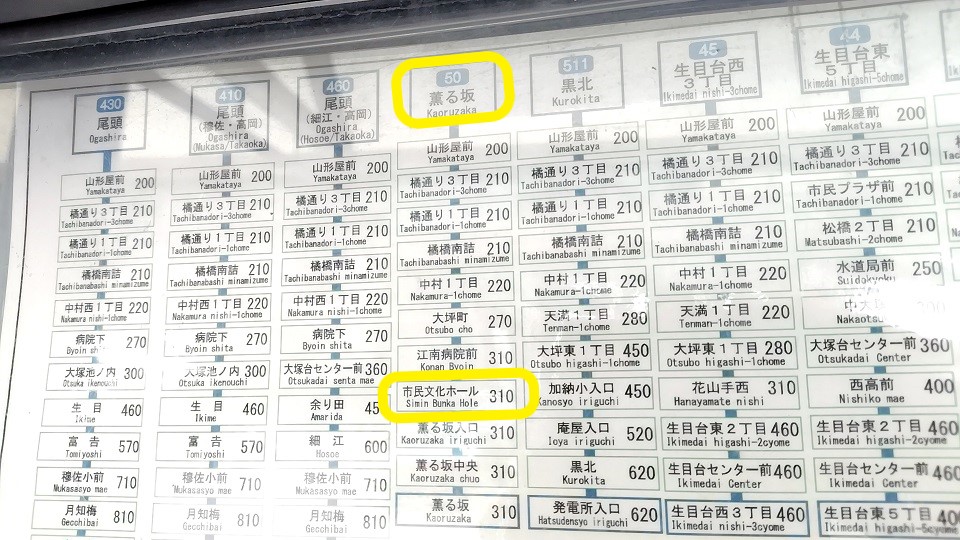 430
尾頭
Ogashira
山形屋前 200
Yamakataya
橘通り3丁目 210
Tachibanadori-3chome
橘通り1丁目 210
Tachibanadori-1chome
橘橋南詰 210
Tachibanabashi minamizume
中村西1丁目 220
Nakamura nishi-1chome
病院下 270
Byoin shita
大塚池ノ内 300
Otsuka ikenouchi
生目 460
Ikime
富吉 570
Tomiyoshi
穆佐小前 710
Mukasasyo mae
月知梅 810
Gecchibai
410
尾頭
(穆佐・高岡)
Ogashira
(Mukasa/Takaoka)
山形屋前 200
Yamakataya
橘通り3丁目 210
Tachibanadori-3chome
橘通り1丁目 210
Tachibanadori-1chome
橘橋南詰 210
Tachibanabashi minamizume
中村西1丁目 220
Nakamura nishi-1chome
病院下 270
Byoin shita
大塚池ノ内 300
Otsuka ikenouchi
生目 460
Ikime
富吉 570
Tomiyoshi
穆佐小前 710
Mukasasyo mae
月知梅 810
Gecchibai
460
尾頭
(細江・高岡)
Ogashira
(Hosoe/Takaoka)
山形屋前 200
Yamakataya
橘通り3丁目 210
Tachibanadori-3chome
橘通り1丁目 210
Tachibanadori-1chome
橘橋南詰 210
Tachibanabashi minamizume
中村西1丁目 220
Nakamura nishi-1chome
病院下 270
Byoin shita
大塚台センター前 360
Otsukadai senta mae
余り田
Amarida
細江 600
Hosoe
穆佐小前 710
Mukasasyo mae
月知梅 810
Gecchibai
50
薫る坂
Kaoruzaka
山形屋前 200
Yamakataya
橘通り3丁目 210
Tachibanadori-3chome
橘通り1丁目 210
Tachibanadori-1chome
橘橋南詰 210
Tachibanabashi minamizume
中村1丁目 220
Nakamura-1chome
大坪町 270
Otsubo cho
江南病院前 310
Konan Byoin
市民文化ホール 310
Simin Bunka Hole
薫る坂入口 310
Kaoruzaka iriguchi
薫る坂中央 310
Kaoruzaka chuo
薫る坂 310
Kaoruzaka
511
黒北
Kurokita
山形屋前 200
Yamakataya
橘通り3丁目 210
Tachibanadori-3chome
橘通り1丁目 210
Tachibanadori-1chome
橘橋南詰 210
Tachibanabashi minamizume
中村1丁目 220
Nakamura-1chome
天満1丁目 280
Tenman-1chome
大坪東1丁目 450
Otsubo higashi-1chome
加納小入口 450
Kanosyo iriguchi
庵屋入口 520
Ioya iriguchi
黒北 620
Kurokita
発電所入口 620
Hatsudensyo iriguchi
45
生目台西
3丁目
Ikimedai nishi-3chome
山形屋前 200
Yamakataya
橘通り3丁目 210
Tachibanadori-3chome
橘通り1丁目 210
Tachibanadori-1chome
橘橋南詰 210
Tachibanabashi minamizume
中村1丁目 220
Nakamura-1chome
天満1丁目 220
Tenman-1chome
大坪東1丁目 280
Otsubo higashi-1chome
花山手西 310
Hanayamate nishi
生目台東2丁目 460
Ikimedai higashi-2cyome
生目台センター前 460
Ikimedai Center
生目台西3丁目 460
Ikimedai nishi-3cyome
44
生目台東
5丁目
Ikimedai higashi-5chome
山形屋前 200
Yamakataya
橘通り3丁目 210
Tachibanadori-3chome
市民プラザ前 210
Tachibanadori-1chome
松橋2丁目 210
Matsubashi-2chome
水道局前 250
Suidokyoku
Nakaotsubo
大塚台入口 360
Otsukadai Center
西高前 400
Nishiko mae
生目台東2丁目
Ikimedai higashi-2cyome
生目台センター前
Ikimedai Center
生目台東5丁目
Ikimedai higashi-5cyome